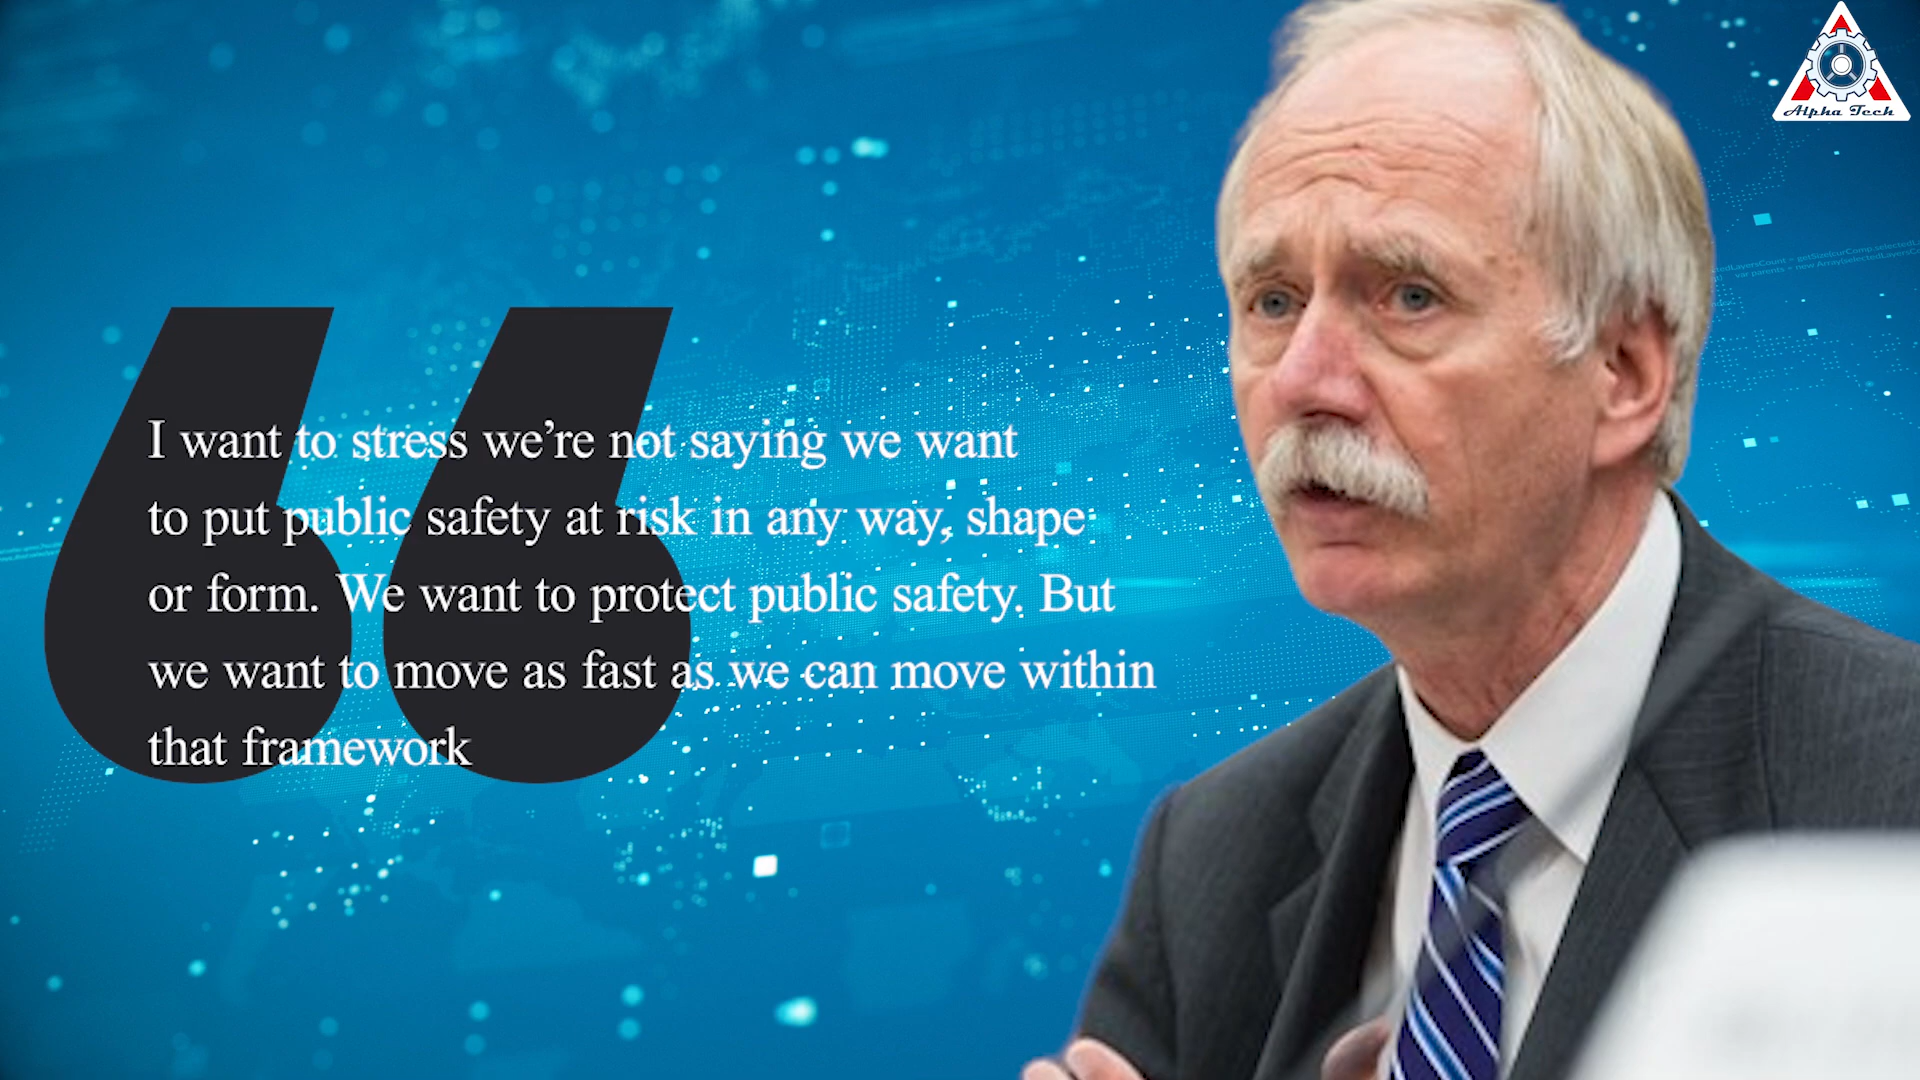 Alpha Tech
I want to stress we’re not saying we want
to put public safety at risk in any way, shape
or form. We want to protect public safety. But
we want to move as fast as we can move within
that framework